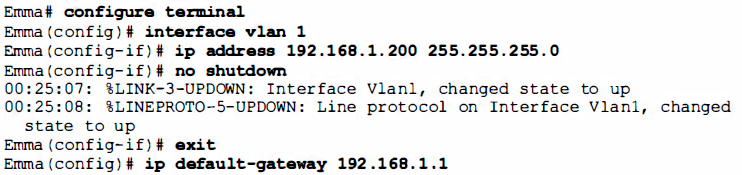 Emma# configure terminal
Emma(config)# interface vlan 1
Emma(config-if)# ip address 192.168.1.200 255.255.255.0
Emma(config-if)# no shutdown
00:25:07: %LINK-3-UPDOWN: Interface Vlan1, changed state to up
00:25:08: %LINEPROTO-5-UPDOWN: Line protocol on Interface Vlan1, changed
state to up
Emma(config-if)# exit
Emma(config)# ip default-gateway 192.168.1.1